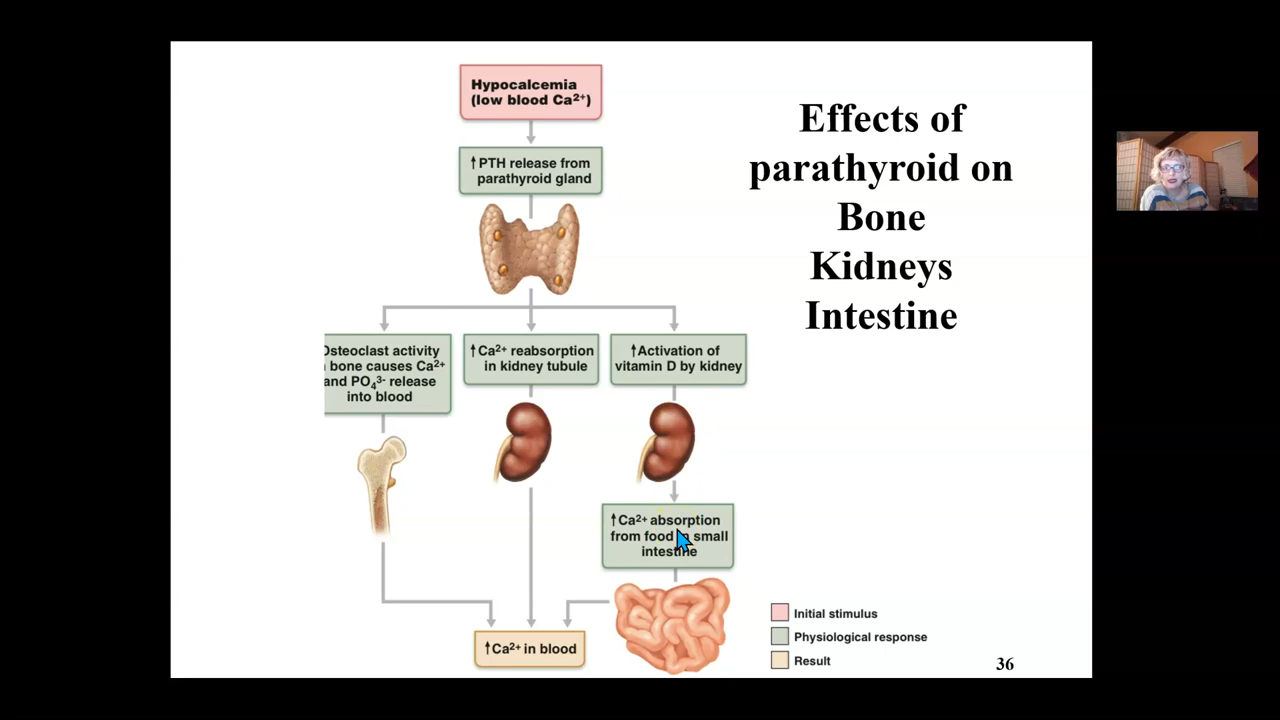 Hypocalcemia
(low blood Ca²⁺)
↑PTH release from
parathyroid gland
Effects of
parathyroid on
Bone
Kidneys
Intestine
Osteoclast activity
bone causes Ca²⁺
and PO₄³⁻ release
into blood
↑Ca²⁺ reabsorption
in kidney tubule
↑Activation of
vitamin D by kidney
↑Ca²⁺ absorption
from food small
intestine
↑Ca²⁺ in blood
Initial stimulus
Physiological response
Result
36